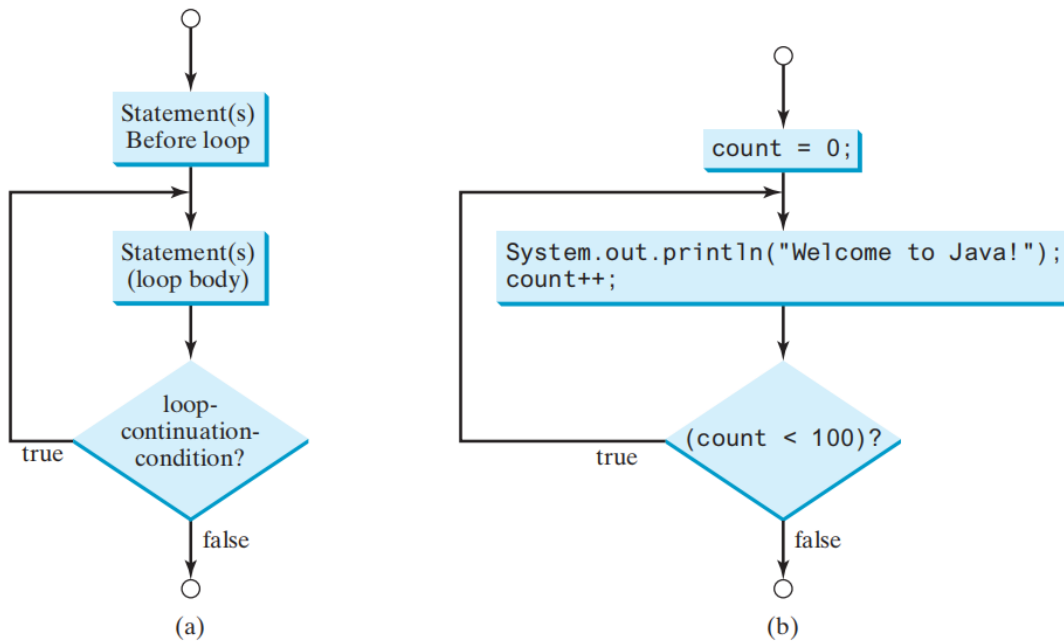 Statement(s)
Before loop
Statement(s)
(loop body)
loop-
continuation-
condition?
true
false
(a)
count = 0;
System.out.println("Welcome to Java!");
count++;
(count < 100)?
true
false
(b)